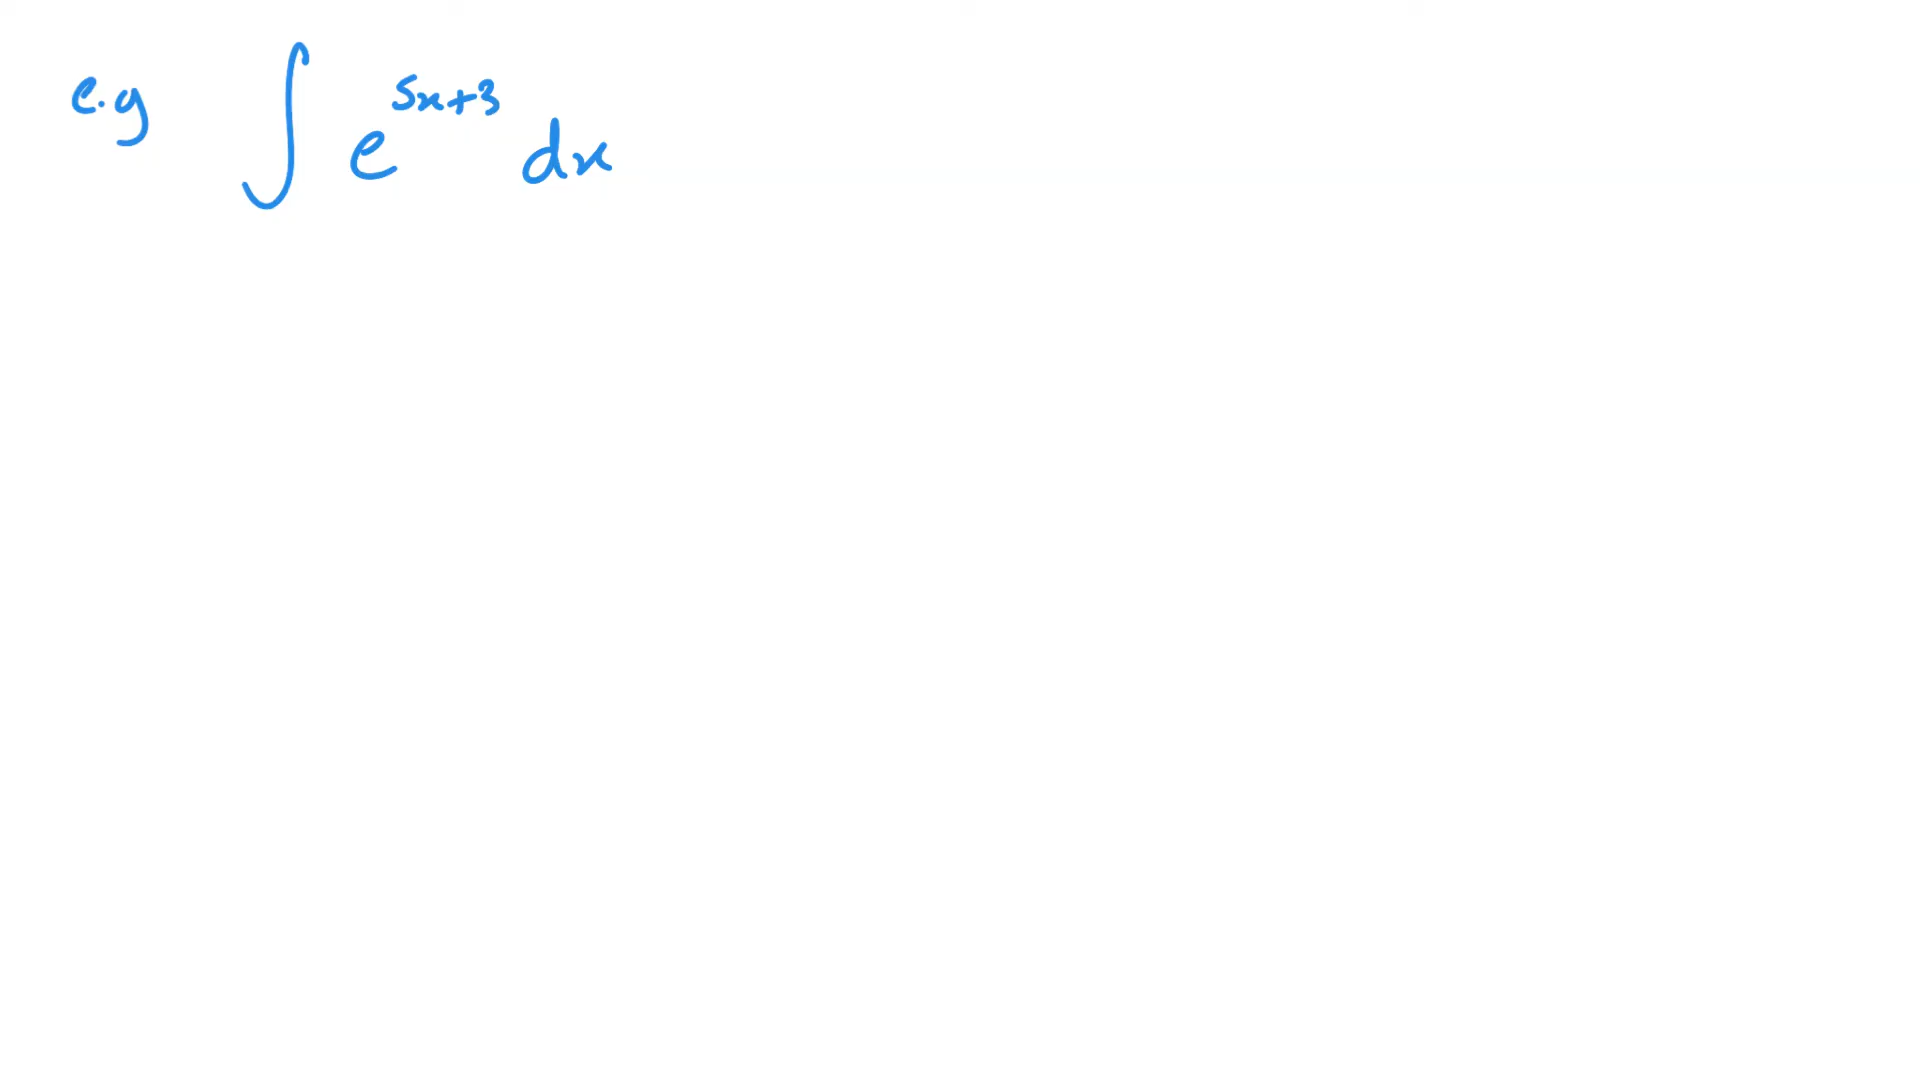 e.g ∫ e^{5x+3} dx